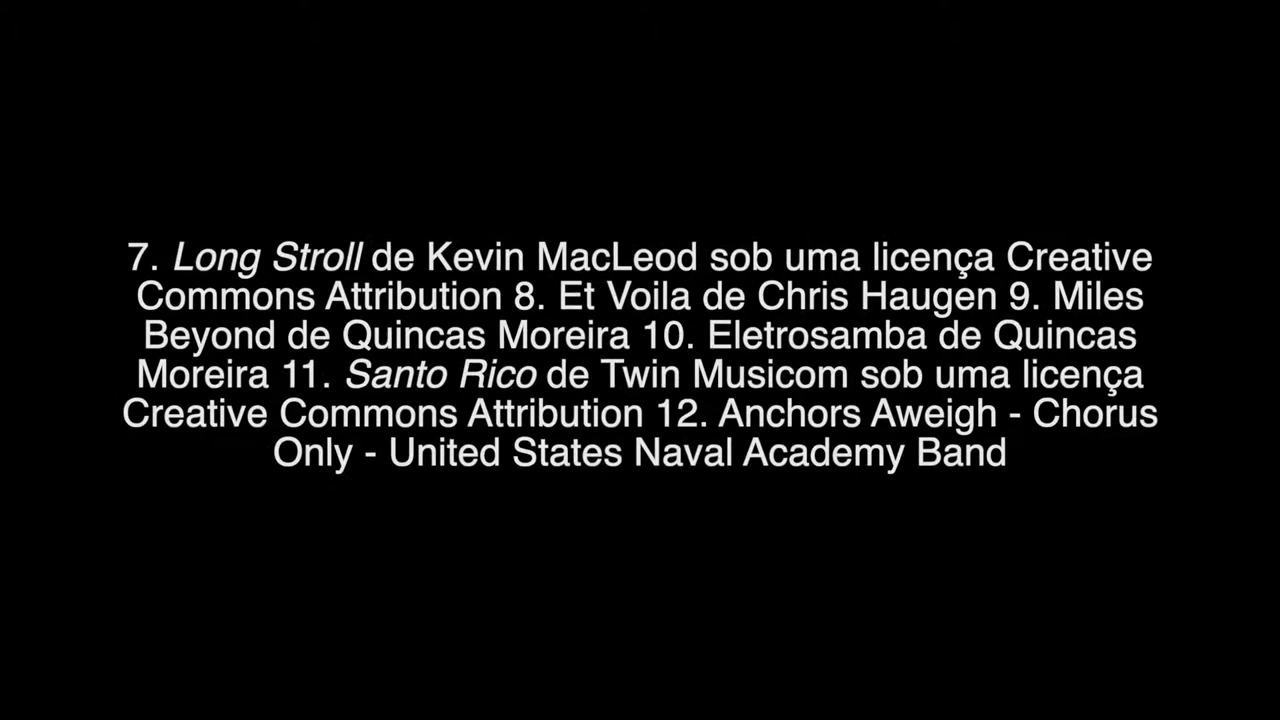 7. Long Stroll de Kevin MacLeod sob uma licença Creative
Commons Attribution 8. Et Voila de Chris Haugen 9. Miles
Beyond de Quincas Moreira 10. Eletrosamba de Quincas
Moreira 11. Santo Rico de Twin Musicom sob uma licença
Creative Commons Attribution 12. Anchors Aweigh - Chorus
Only - United States Naval Academy Band